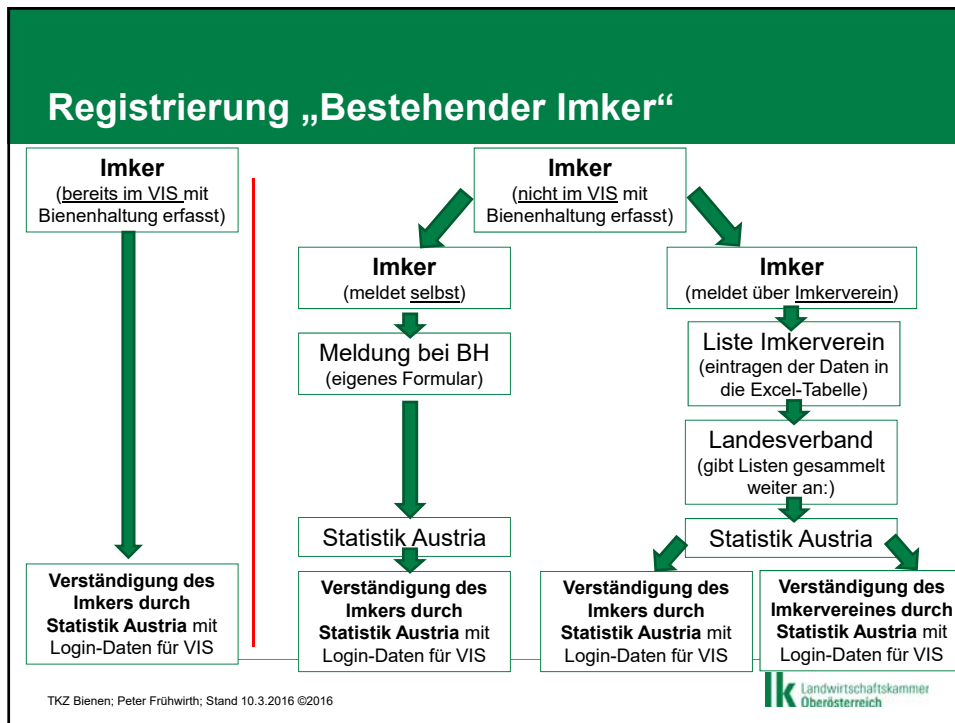 Registrierung „Bestehender Imker“
Imker
(bereits im VIS mit
Bienenhaltung erfasst)
Verständigung des
Imkers durch
Statistik Austria mit
Login-Daten für VIS
Imker
(nicht im VIS mit
Bienenhaltung erfasst)
Imker
(meldet selbst)
Meldung bei BH
(eigenes Formular)
Statistik Austria
Verständigung des
Imkers durch
Statistik Austria mit
Login-Daten für VIS
Imker
(meldet über Imkerverein)
Liste Imkerverein
(eintragen der Daten in
die Excel-Tabelle)
Landesverband
(gibt Listen gesammelt
weiter an:)
Statistik Austria
Verständigung des
Imkers durch
Statistik Austria mit
Login-Daten für VIS
Verständigung des
Imkervereines durch
Statistik Austria mit
Login-Daten für VIS
TKZ Bienen; Peter Frühwirth; Stand 10.3.2016 ©2016
lk Landwirtschaftskammer
Oberösterreich